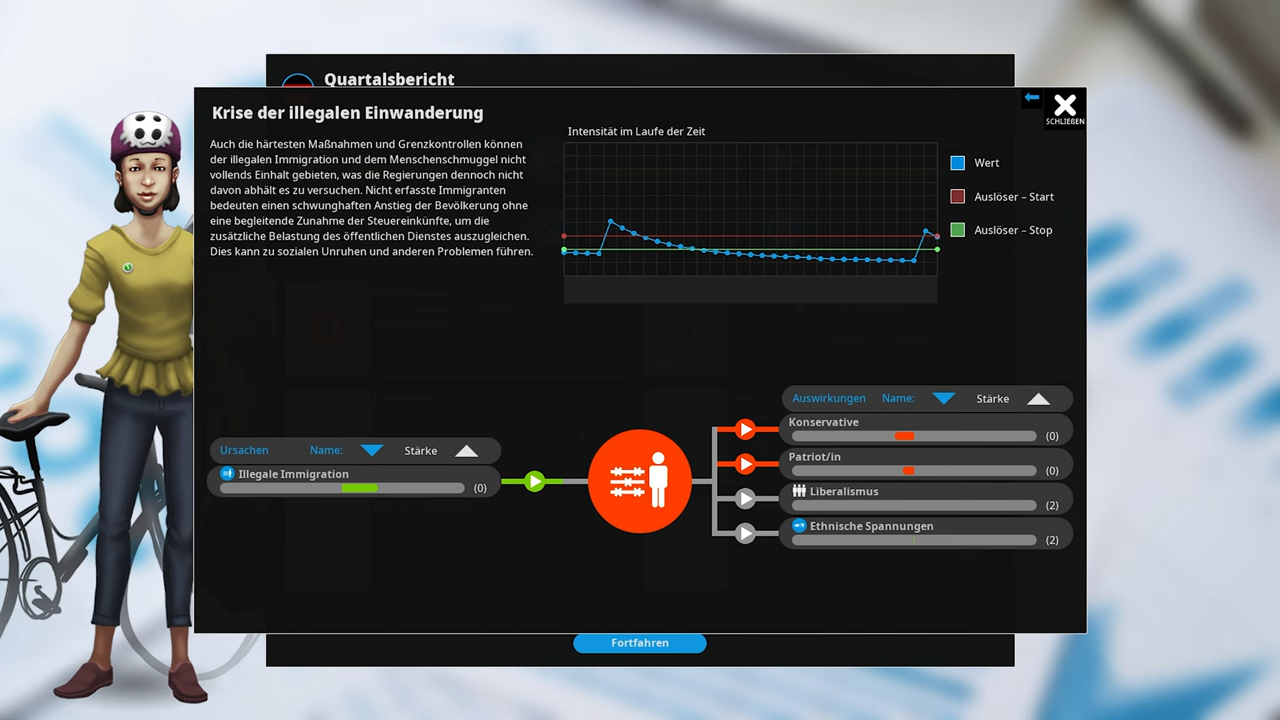 Quartalsbericht
Krise der illegalen Einwanderung
SCHLIEßEN
Auch die härtesten Maßnahmen und Grenzkontrollen können
der illegalen Immigration und dem Menschenschmuggel nicht
vollends Einhalt gebieten, was die Regierungen dennoch nicht
davon abhält es zu versuchen. Nicht erfasste Immigranten
bedeuten einen schwunghaften Anstieg der Bevölkerung ohne
eine begleitende Zunahme der Steuereinkünfte, um die
zusätzliche Belastung des öffentlichen Dienstes auszugleichen.
Dies kann zu sozialen Unruhen und anderen Problemen führen.
Intensität im Laufe der Zeit
Wert
Auslöser – Start
Auslöser – Stop
Ursachen Name: Stärke
Illegale Immigration
(0)
Auswirkungen Name: Stärke
Konservative
(0)
Patriot/in
(0)
Liberalismus
(2)
Ethnische Spannungen
(2)
Fortfahren